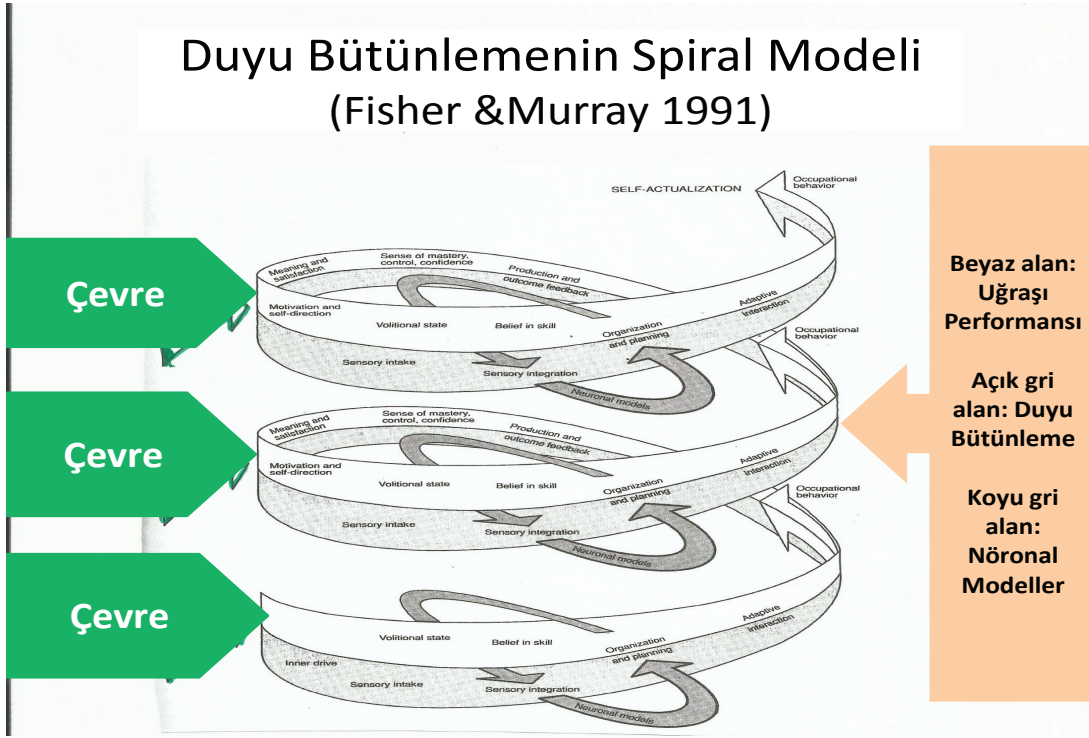 Duyu Bütünlemenin Spiral Modeli
(Fisher &Murray 1991)
SELF-ACTUALIZATION
Occupational
behavior
Çevre
Meaning and
satisfaction
Sense of mastery,
control, confidence
Production and
outcome feedback
Motivation and
self-direction
Volitional state
Belief in skill
Organization
and planning
Adaptive
interaction
Sensory intake
Sensory integration
Neuronal models
Occupational
behavior
Çevre
Meaning and
satisfaction
Sense of mastery,
control, confidence
Production and
outcome feedback
Motivation and
self-direction
Volitional state
Belief in skill
Organization
and planning
Adaptive
interaction
Sensory intake
Sensory integration
Neuronal models
Occupational
behavior
Çevre
Volitional state
Belief in skill
Organization
and planning
Adaptive
interaction
Inner drive
Sensory intake
Sensory integration
Neuronal models
Beyaz alan:
Uğraşı
Performansı
Açık gri
alan: Duyu
Bütünleme
Koyu gri
alan:
Nöronal
Modeller